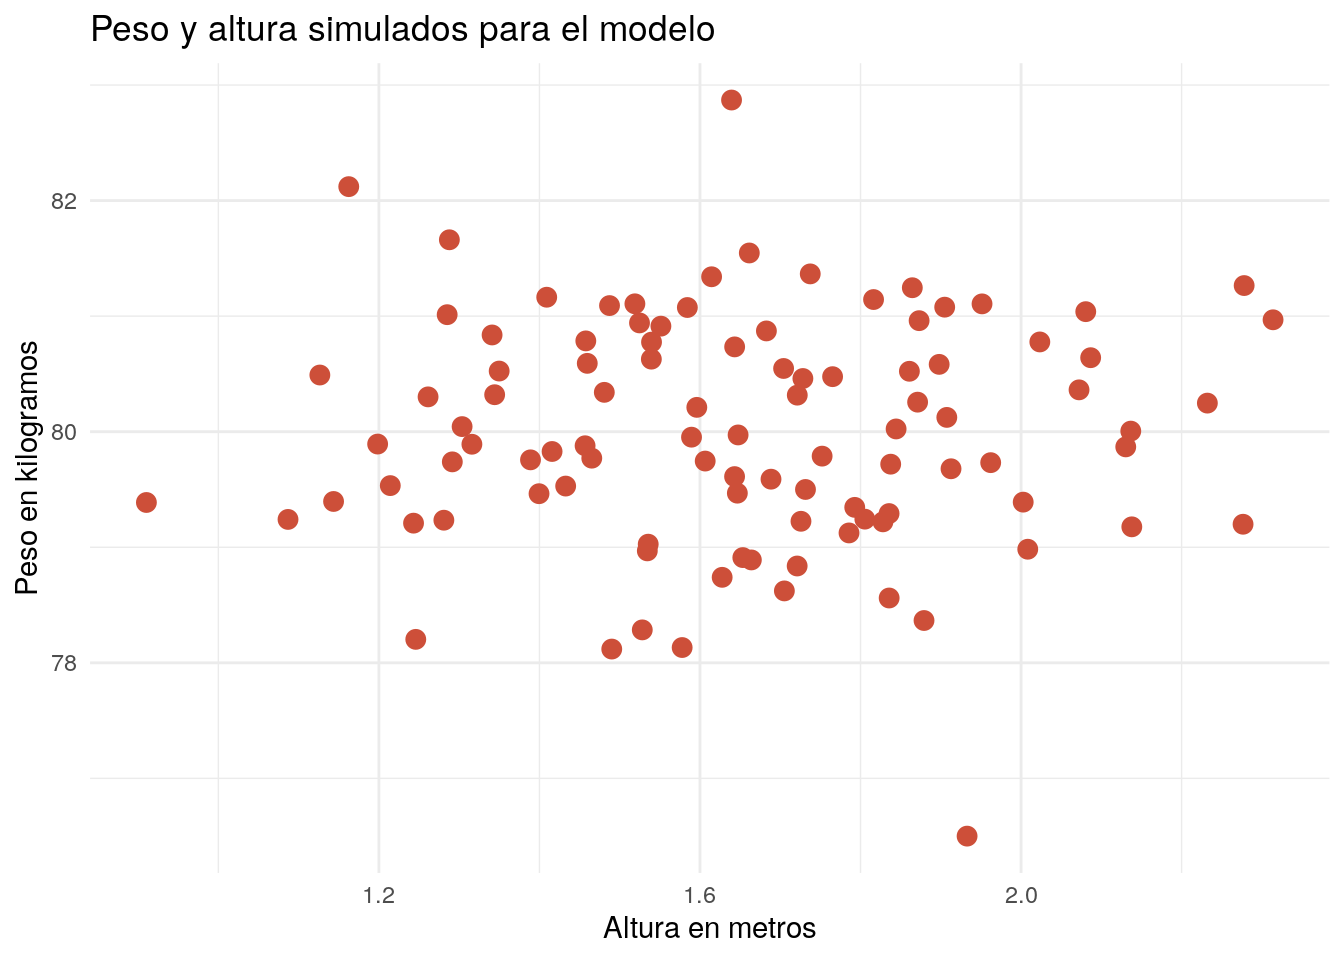 Peso y altura simulados para el modelo
Peso en kilogramos
82
80
78
1.2
1.6
2.0
Altura en metros